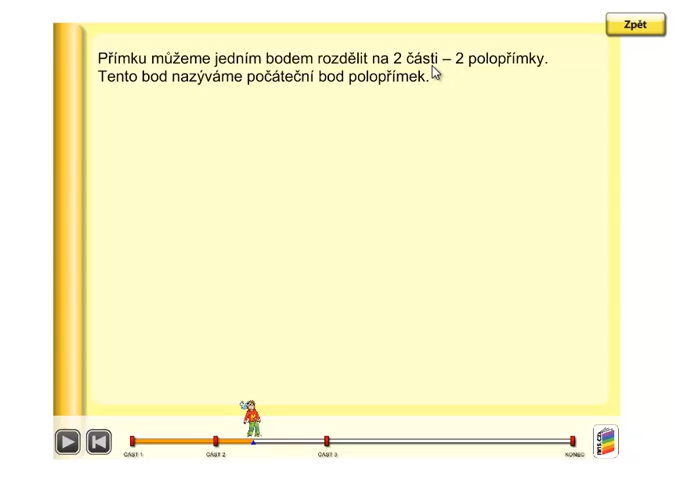 Zpět
Přímku můžeme jedním bodem rozdělit na 2 části – 2 polopřímky.
Tento bod nazýváme počáteční bod polopřímek.
ČÁST 1 ČÁST 2 ČÁST 3 KONEC